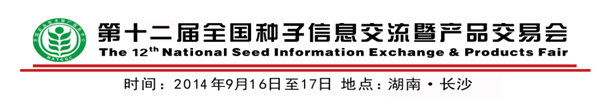 第十二届全国种子信息交流暨产品交易会
The 12th National Seed Information Exchange & Products Fair
时间：2014年9月16日至17日 地点：湖南·长沙